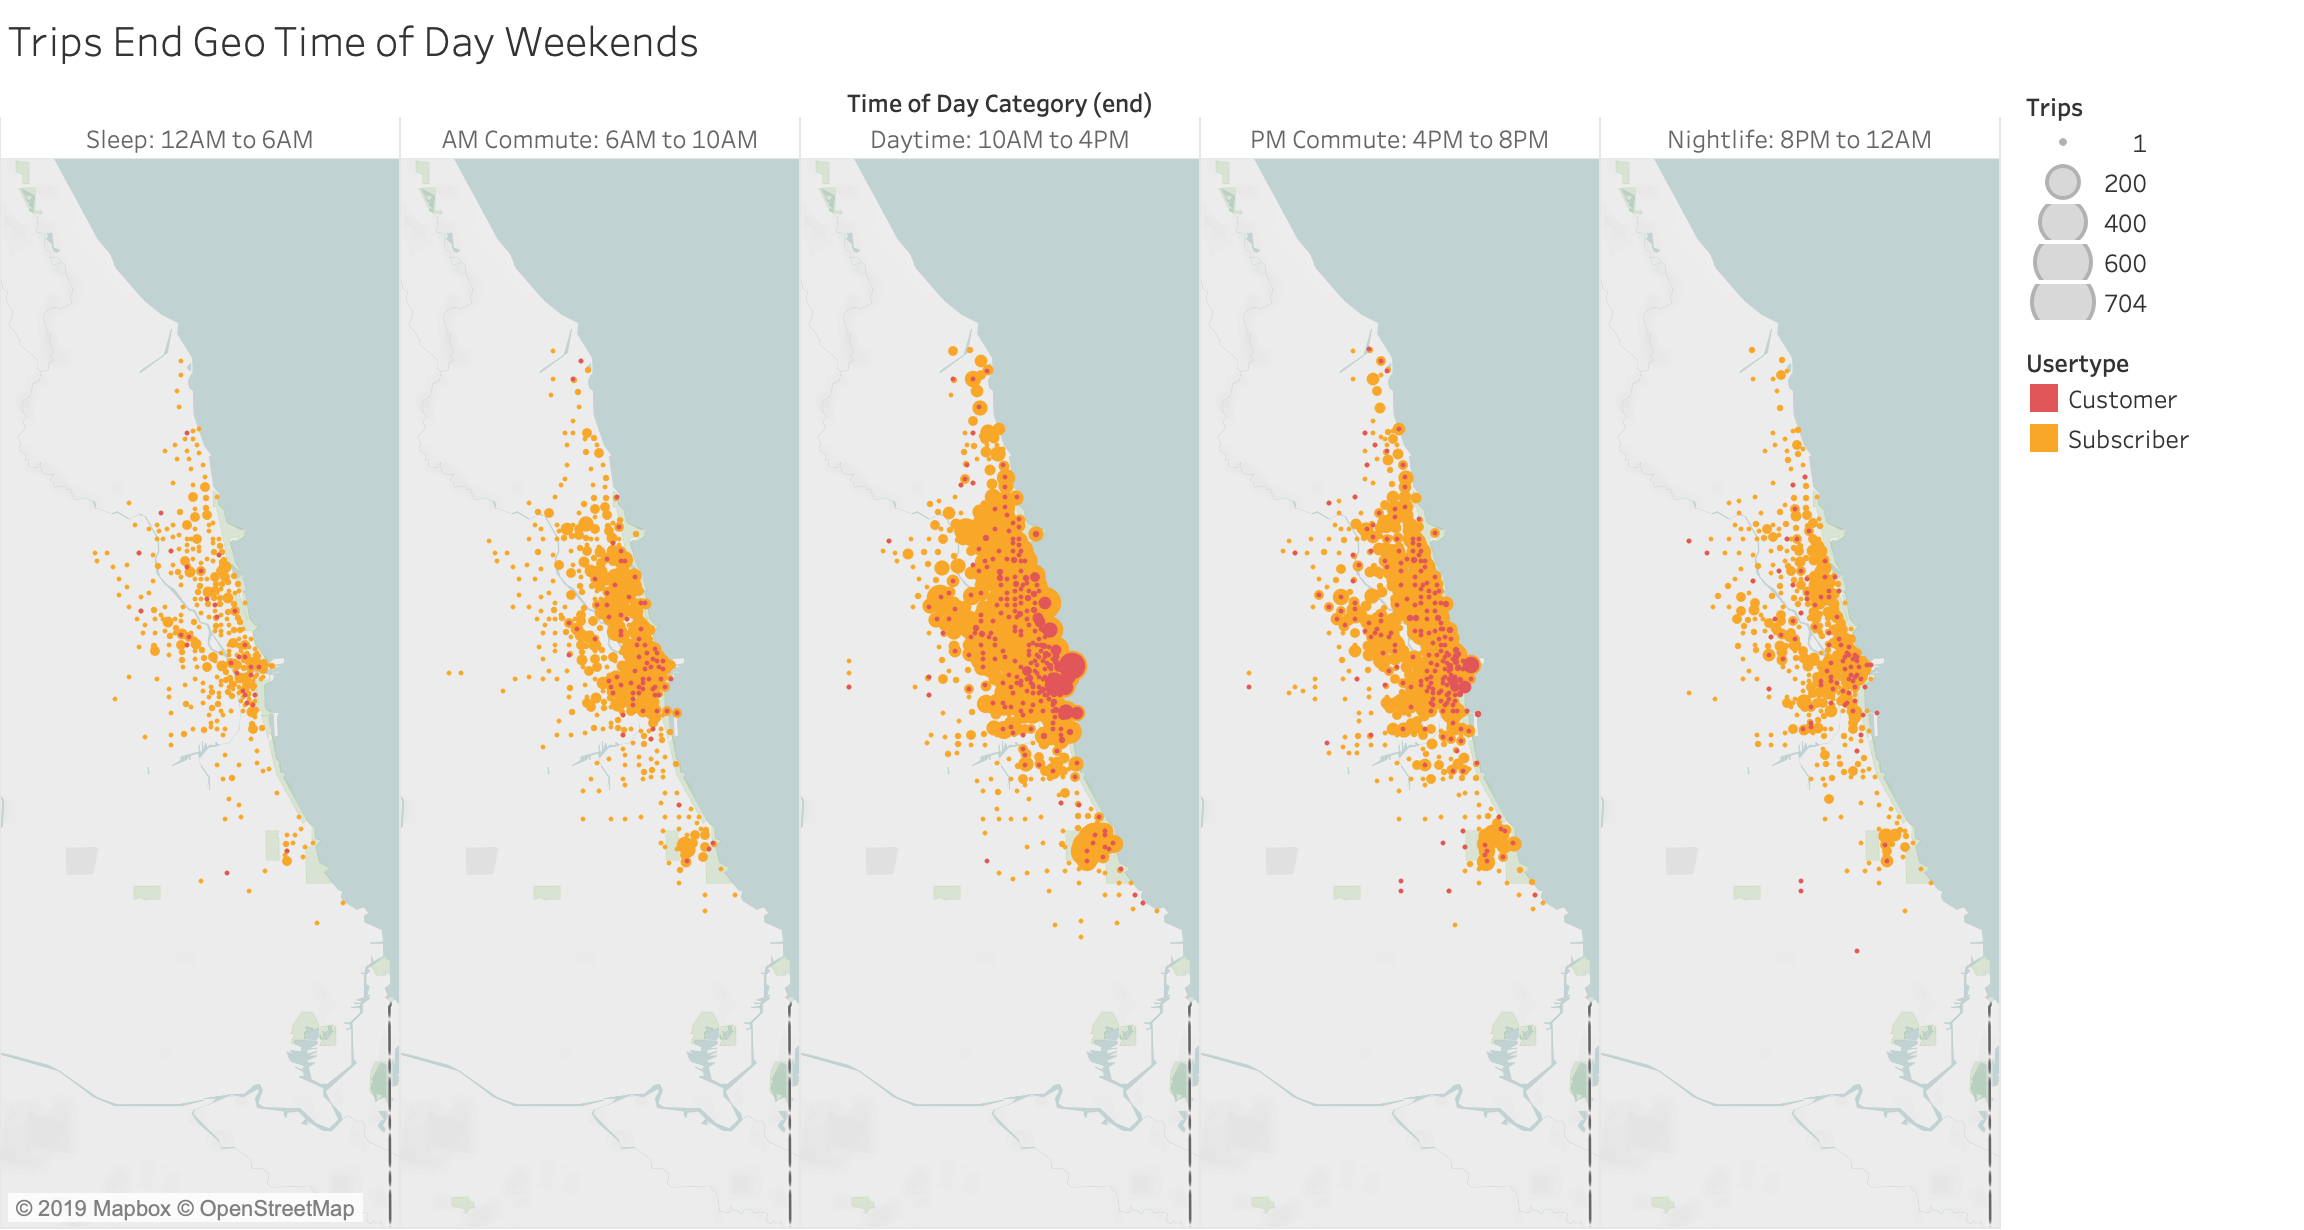 Trips End Geo Time of Day Weekends
Time of Day Category (end)
Sleep: 12AM to 6AM
AM Commute: 6AM to 10AM
Daytime: 10AM to 4PM
PM Commute: 4PM to 8PM
Nightlife: 8PM to 12AM
Trips
1
200
400
600
704
Usertype
Customer
Subscriber
© 2019 Mapbox © OpenStreetMap